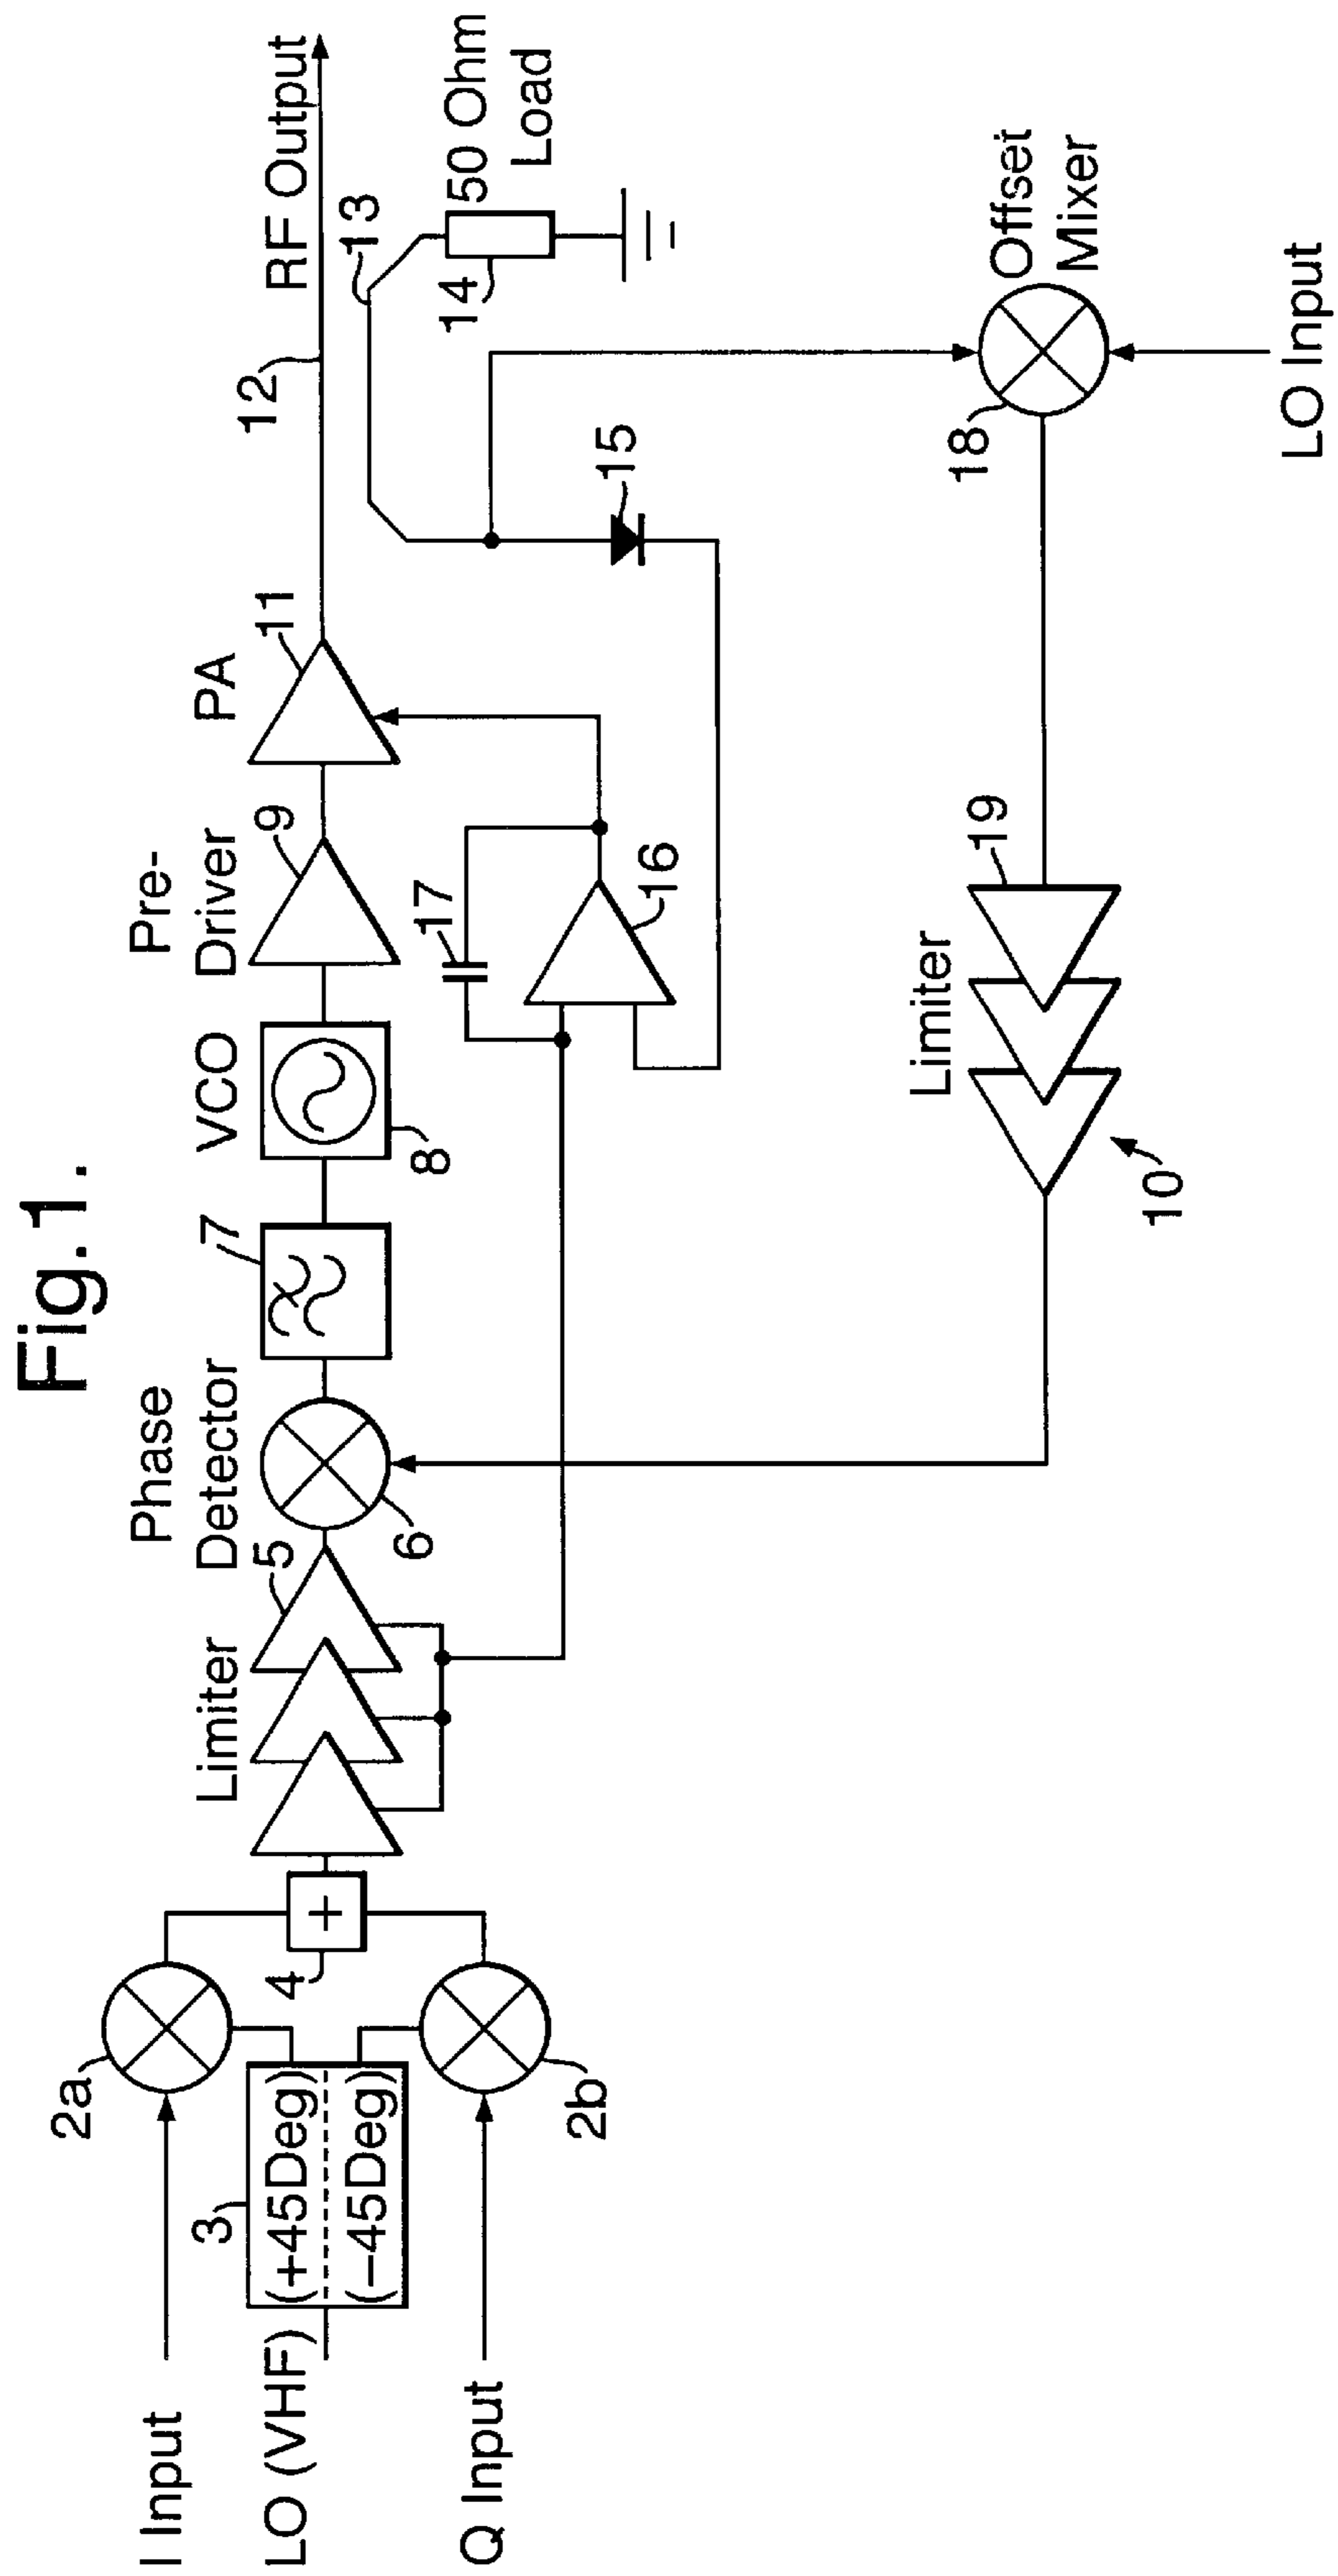 Fig.1.
I Input
LO (VHF)
Q Input
2a
3
(+45Deg)
(−45Deg)
2b
4
+
Limiter
5
Phase
Detector
6
7
VCO
8
Pre-
Driver
9
PA
11
12
RF Output
13
14
50 Ohm
Load
15
16
17
Offset
Mixer
18
LO Input
Limiter
19
10